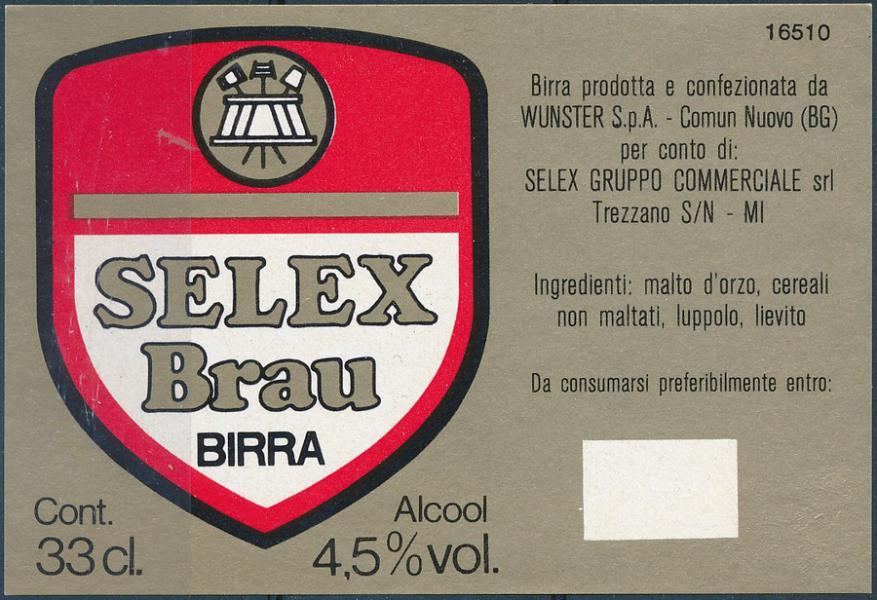 SELEX
Brau
BIRRA
Cont.
33 cl.
Alcool
4,5% vol.
16510
Birra prodotta e confezionata da
WUNSTER S.p.A. - Comun Nuovo (BG)
per conto di:
SELEX GRUPPO COMMERCIALE srl
Trezzano S/N - MI
Ingredienti: malto d'orzo, cereali
non maltati, luppolo, lievito
Da consumarsi preferibilmente entro: